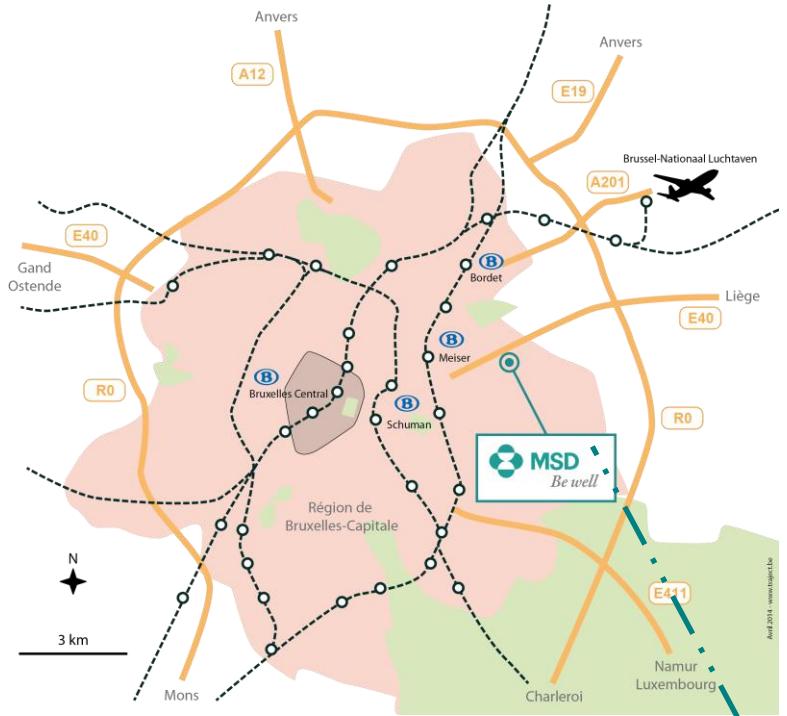 Anvers
A12
Anvers
E19
Brussel-Nationaal Luchtaven
A201
E40
Gand
Ostende
B
Bordet
Liège
E40
B
Meiser
B
Bruxelles Central
R0
B
Schuman
R0
MSD
Be well
Région de
Bruxelles-Capitale
N
3 km
E411
Avril 2014 - www.traject.be
Mons
Charleroi
Namur
Luxembourg